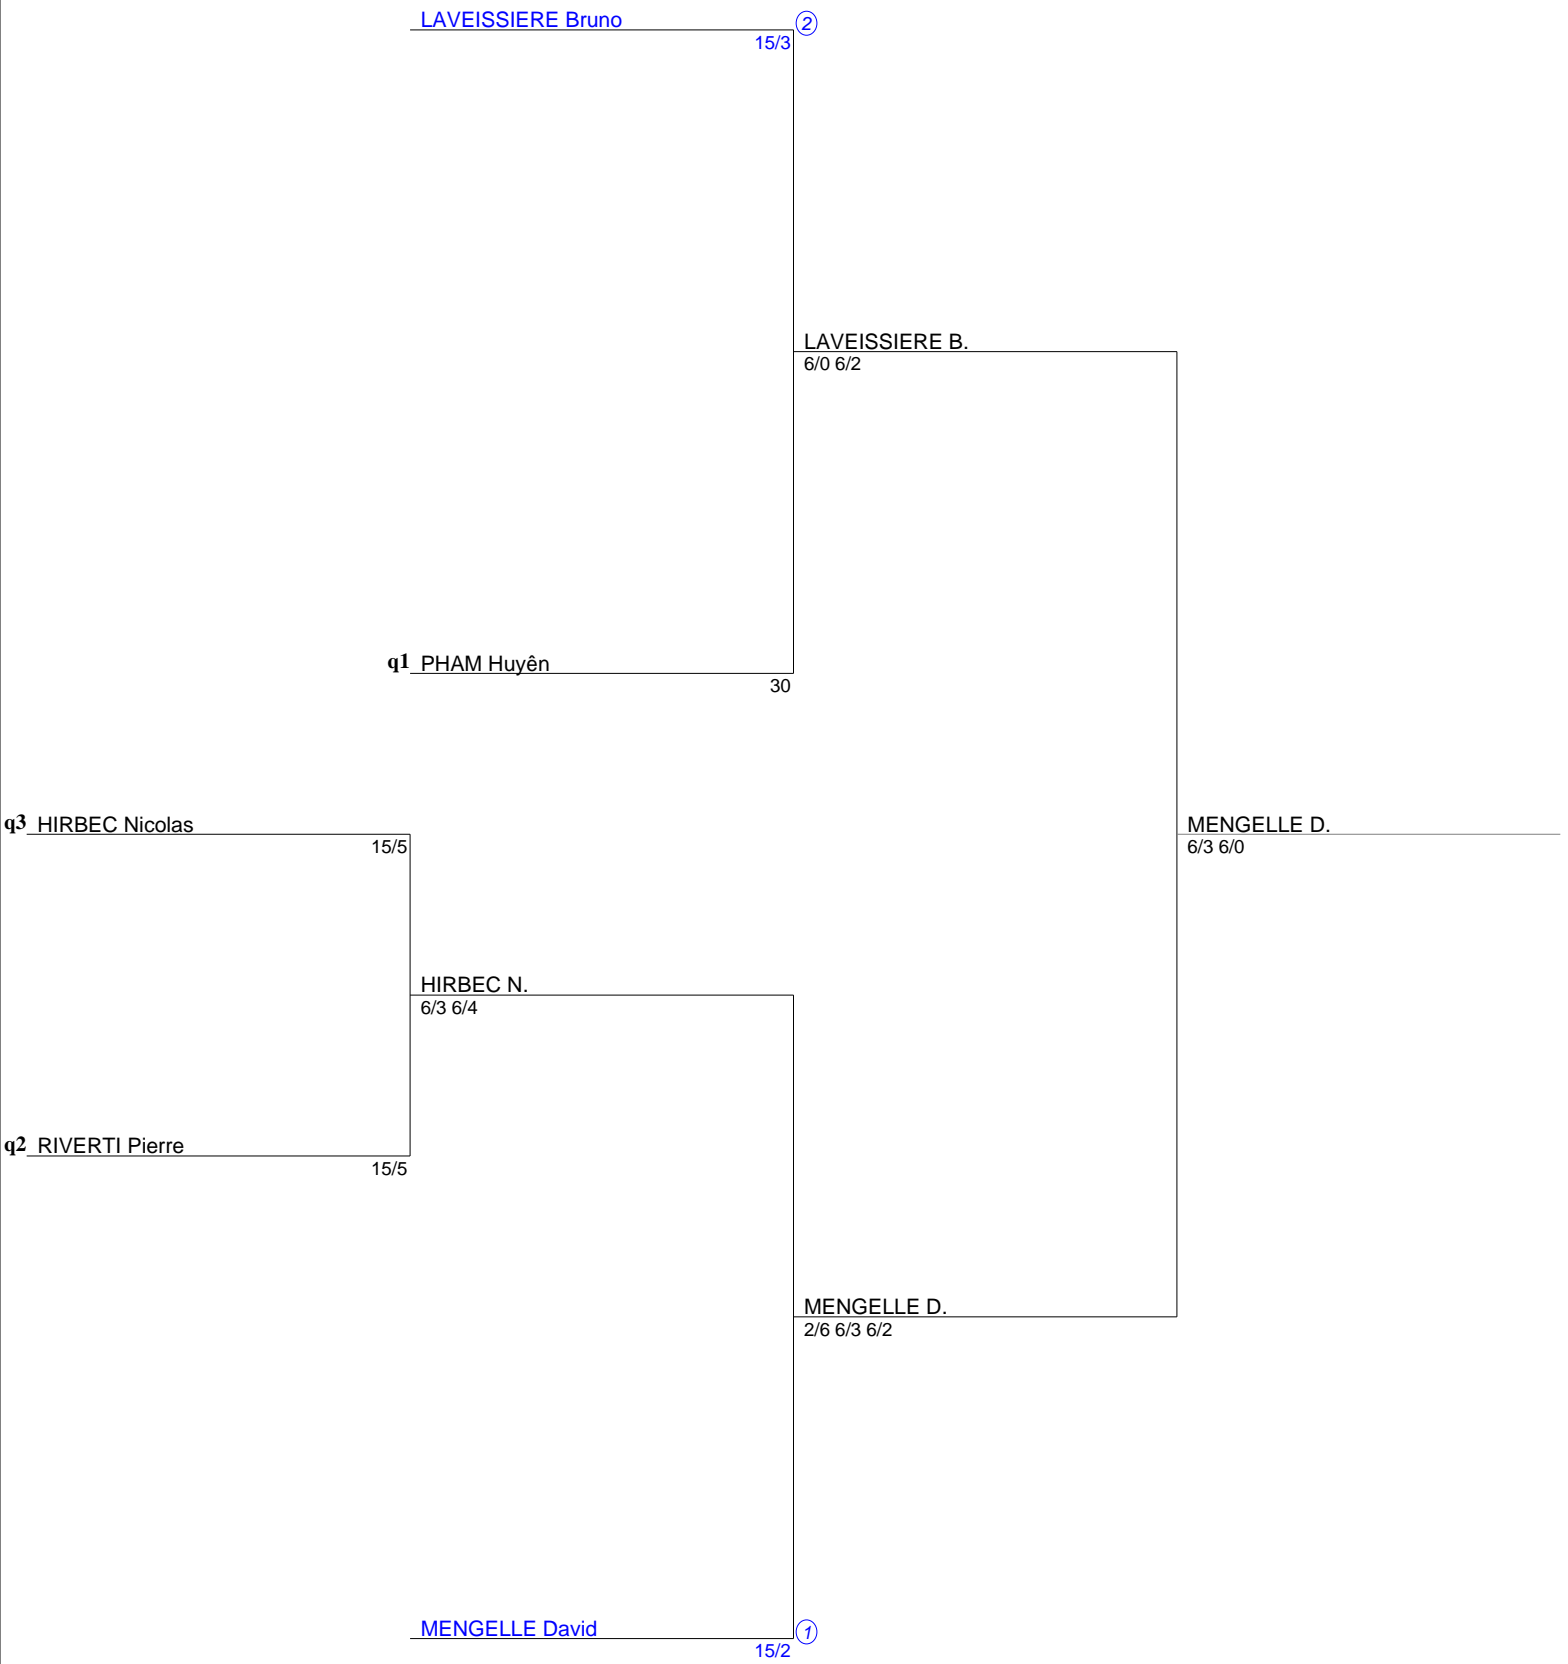 LAVEISSIERE Bruno
2
15/3
LAVEISSIERE B.
6/0 6/2
q1 PHAM Huyên
30
q3 HIRBEC Nicolas
15/5
MENGELLE D.
6/3 6/0
HIRBEC N.
6/3 6/4
q2 RIVERTI Pierre
15/5
MENGELLE D.
2/6 6/3 6/2
MENGELLE David
1
15/2